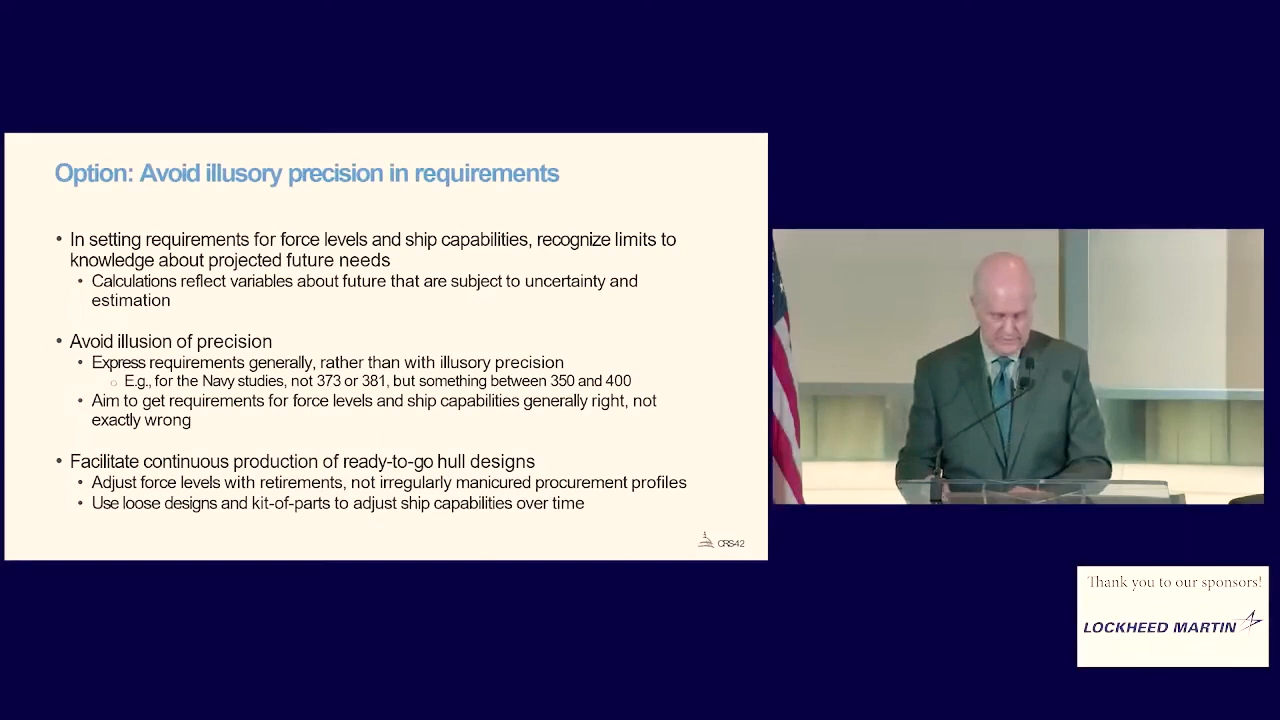 Option: Avoid illusory precision in requirements
• In setting requirements for force levels and ship capabilities, recognize limits to
knowledge about projected future needs
• Calculations reflect variables about future that are subject to uncertainty and
estimation
• Avoid illusion of precision
• Express requirements generally, rather than with illusory precision
○ E.g., for the Navy studies, not 373 or 381, but something between 350 and 400
• Aim to get requirements for force levels and ship capabilities generally right, not
exactly wrong
• Facilitate continuous production of ready-to-go hull designs
• Adjust force levels with retirements, not irregularly manicured procurement profiles
• Use loose designs and kit-of-parts to adjust ship capabilities over time
CRS42
Thank you to our sponsors!
LOCKHEED MARTIN